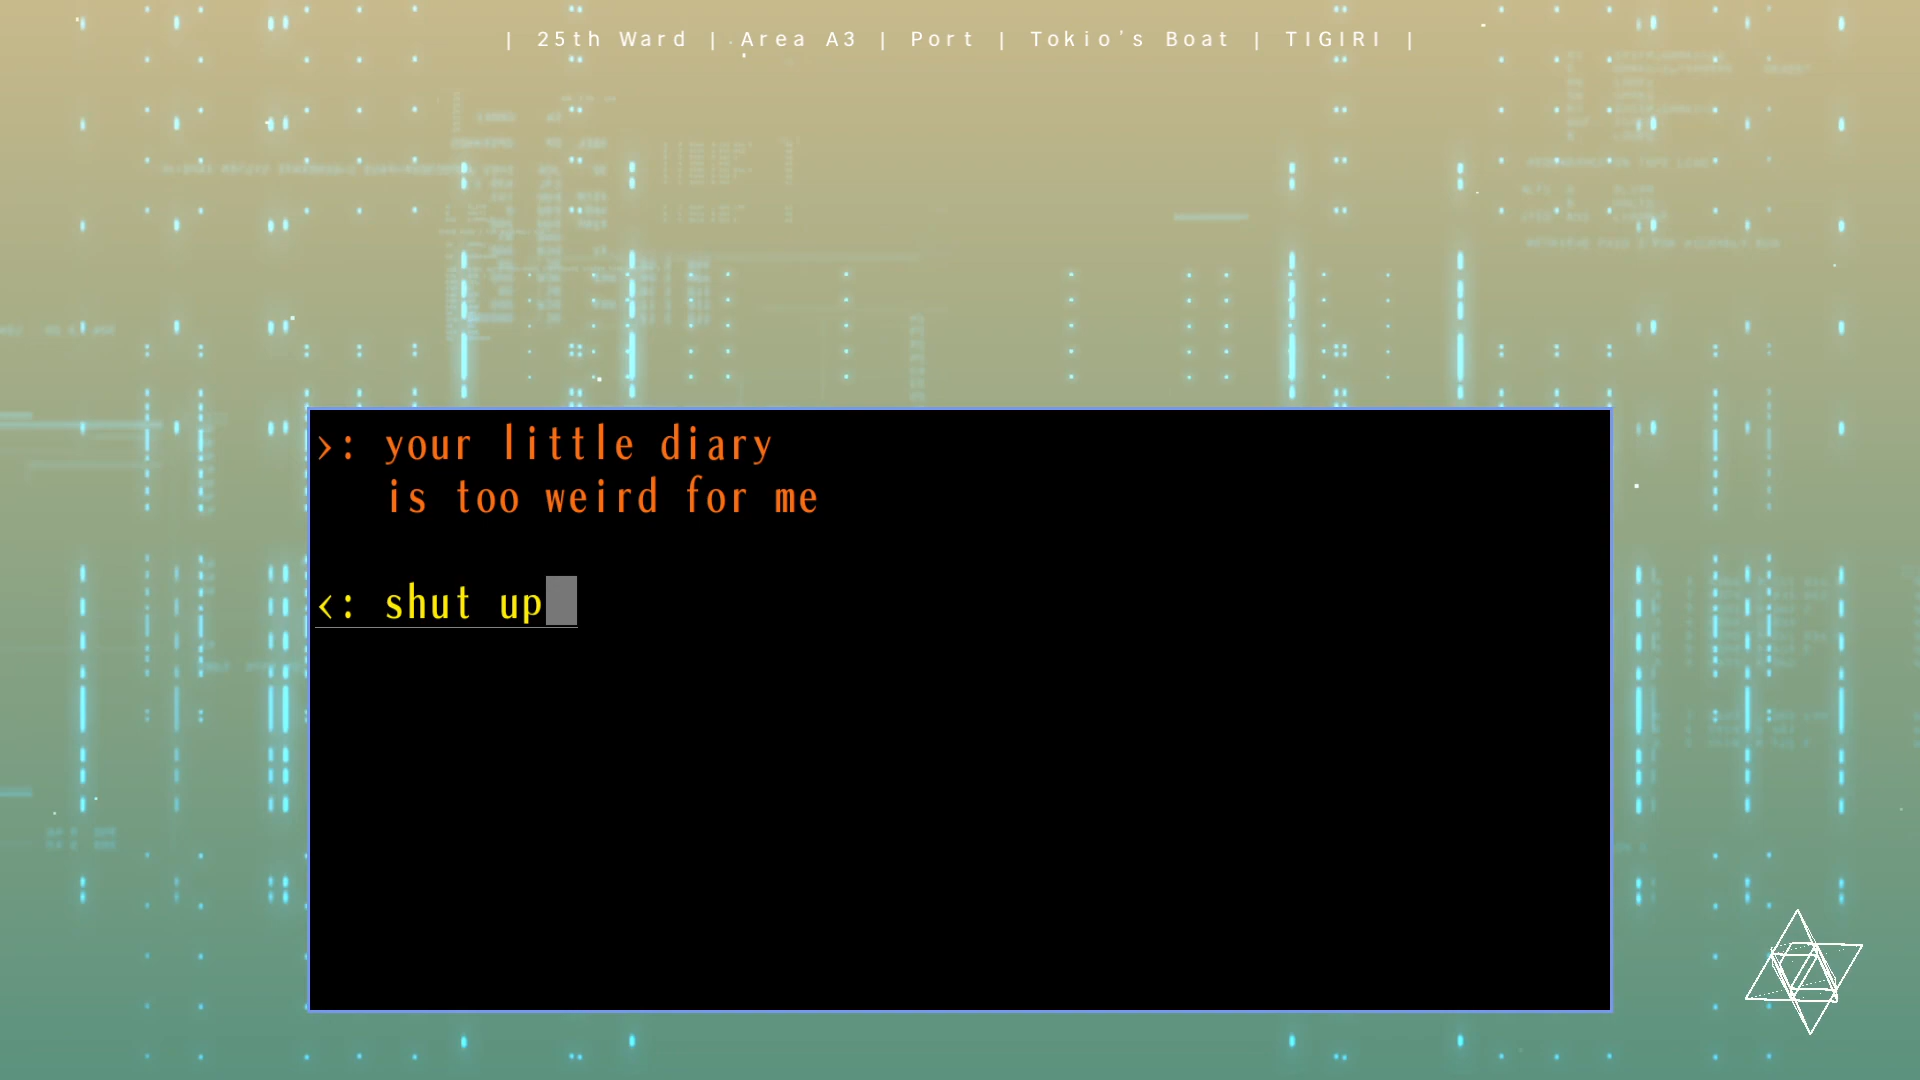 | 25th Ward | Area A3 | Port | Tokio's Boat | TIGIRI |
>: your little diary
is too weird for me
<: shut up